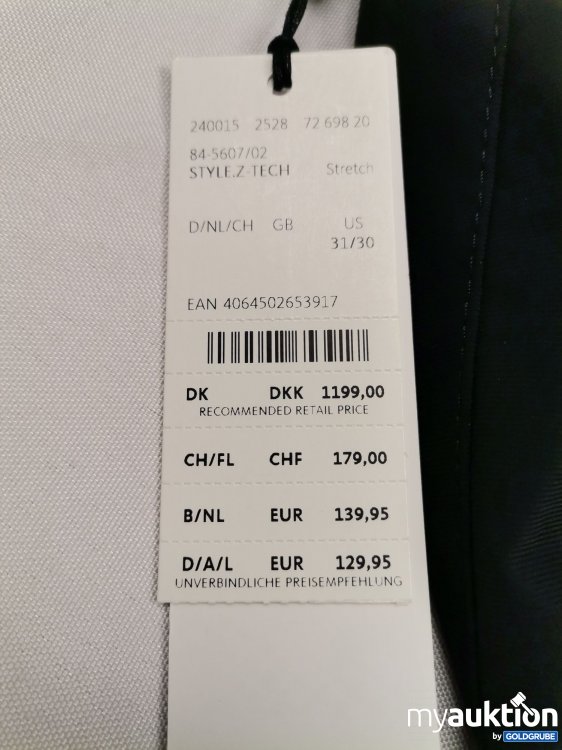 240015 2528 72 698 20
84-5607/02
STYLE.Z-TECH Stretch
D/NL/CH GB US
31/30
EAN 4064502653917
DK DKK 1199,00
RECOMMENDED RETAIL PRICE
CH/FL CHF 179,00
B/NL EUR 139,95
D/A/L EUR 129,95
UNVERBINDLICHE PREISEMPFEHLUNG
myauktion
by GOLDGRUBE